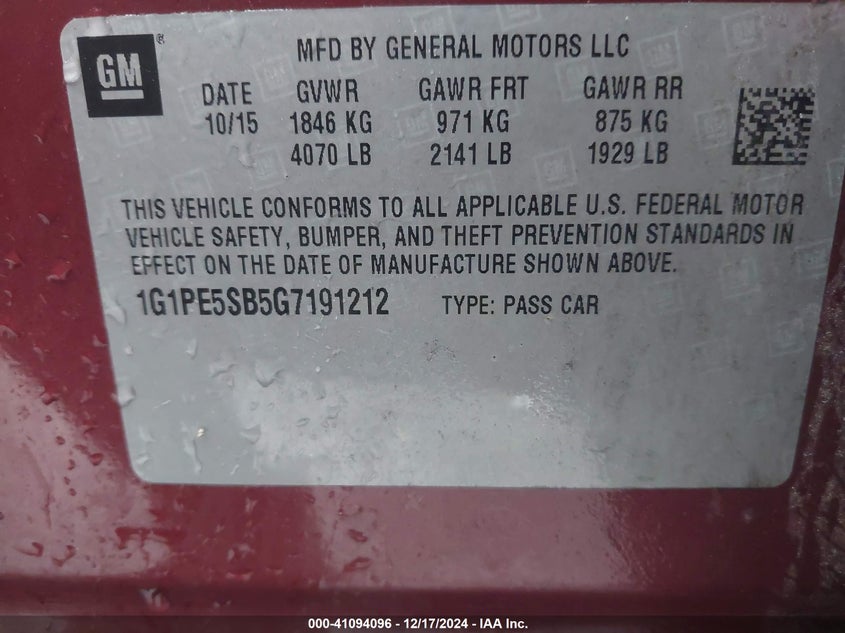 GM ®
MFD BY GENERAL MOTORS LLC
DATE GVWR GAWR FRT GAWR RR
10/15 1846 KG 971 KG 875 KG
4070 LB 2141 LB 1929 LB
THIS VEHICLE CONFORMS TO ALL APPLICABLE U.S. FEDERAL MOTOR
VEHICLE SAFETY, BUMPER, AND THEFT PREVENTION STANDARDS IN
EFFECT ON THE DATE OF MANUFACTURE SHOWN ABOVE.
1G1PE5SB5G7191212 TYPE: PASS CAR
000-41094096 - 12/17/2024 - IAA Inc.